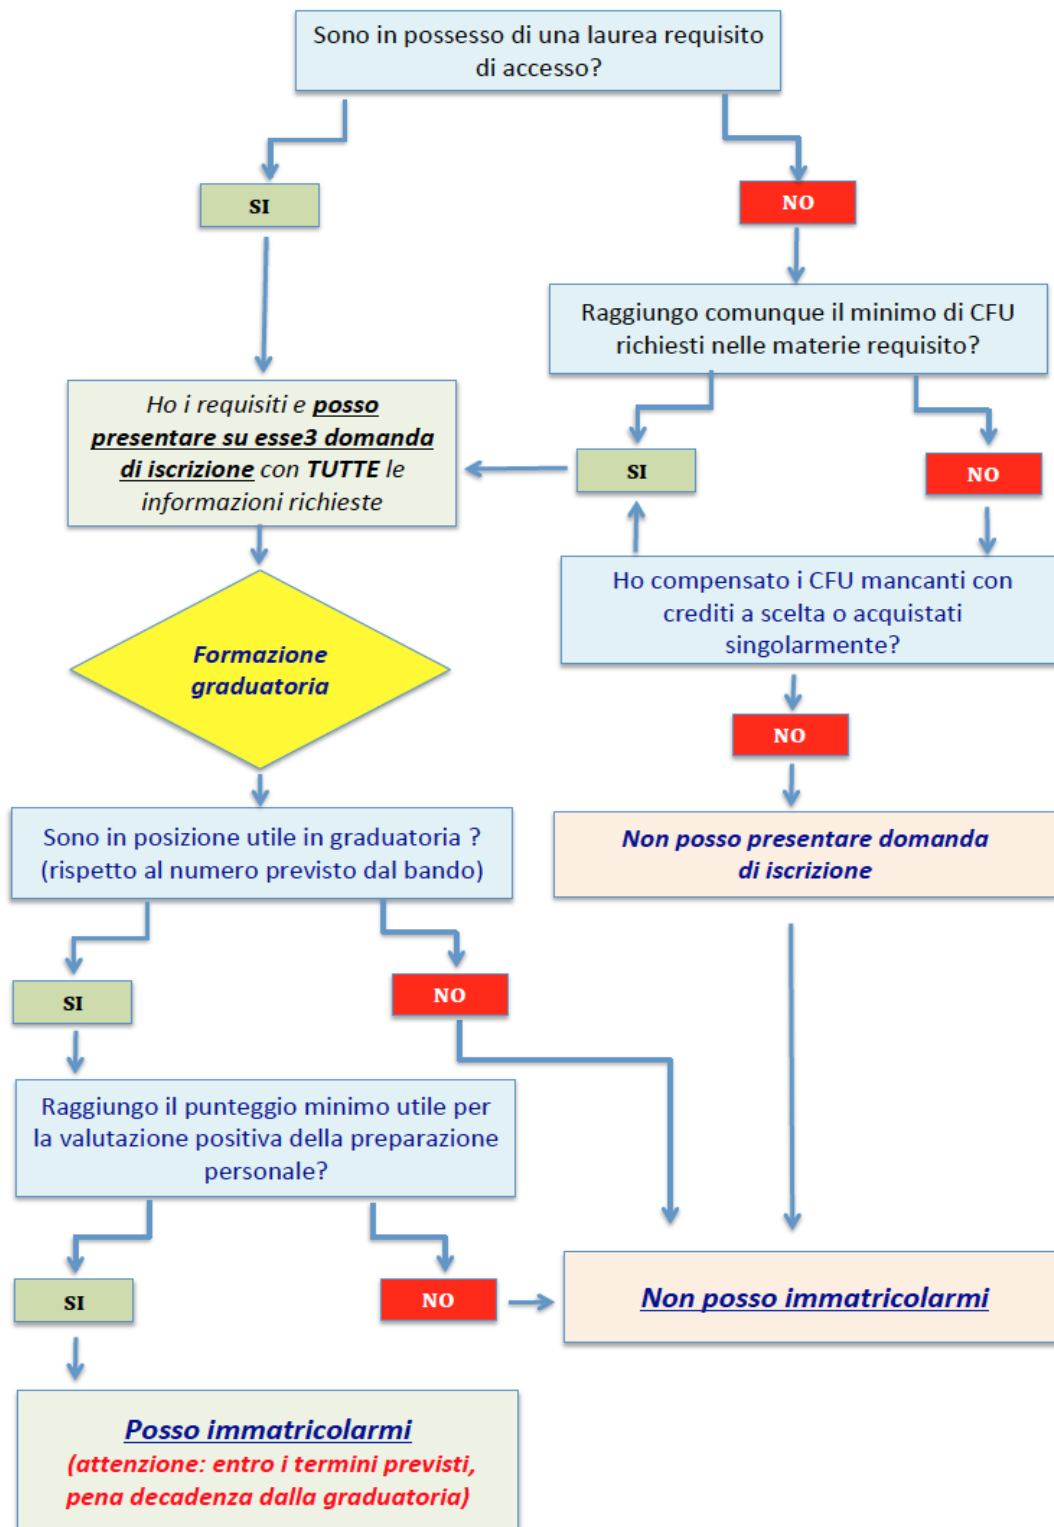 Sono in possesso di una laurea requisito
di accesso?
SI
NO
Raggiungo comunque il minimo di CFU
richiesti nelle materie requisito?
Ho i requisiti e posso
presentare su esse3 domanda
di iscrizione con TUTTE le
informazioni richieste
SI
NO
Ho compensato i CFU mancanti con
crediti a scelta o acquistati
singolarmente?
Formazione
graduatoria
NO
Sono in posizione utile in graduatoria ?
(rispetto al numero previsto dal bando)
Non posso presentare domanda
di iscrizione
SI
NO
Raggiungo il punteggio minimo utile per
la valutazione positiva della preparazione
personale?
SI
NO
Non posso immatricolarmi
Posso immatricolarmi
(attenzione: entro i termini previsti,
pena decadenza dalla graduatoria)